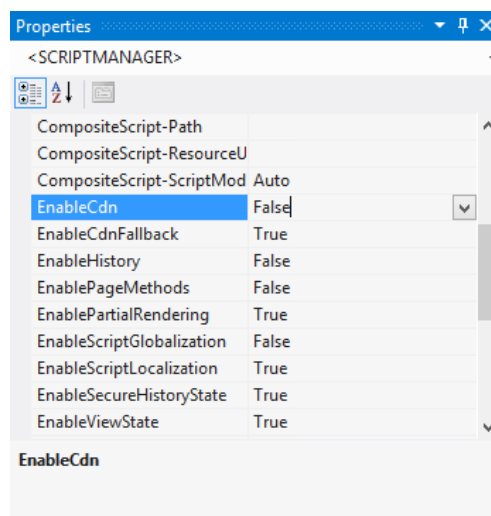 Properties
<SCRIPTMANAGER>
CompositeScript-Path
CompositeScript-ResourceU
CompositeScript-ScriptMod Auto
EnableCdn False
EnableCdnFallback True
EnableHistory False
EnablePageMethods False
EnablePartialRendering True
EnableScriptGlobalization False
EnableScriptLocalization True
EnableSecureHistoryState True
EnableViewState True
EnableCdn